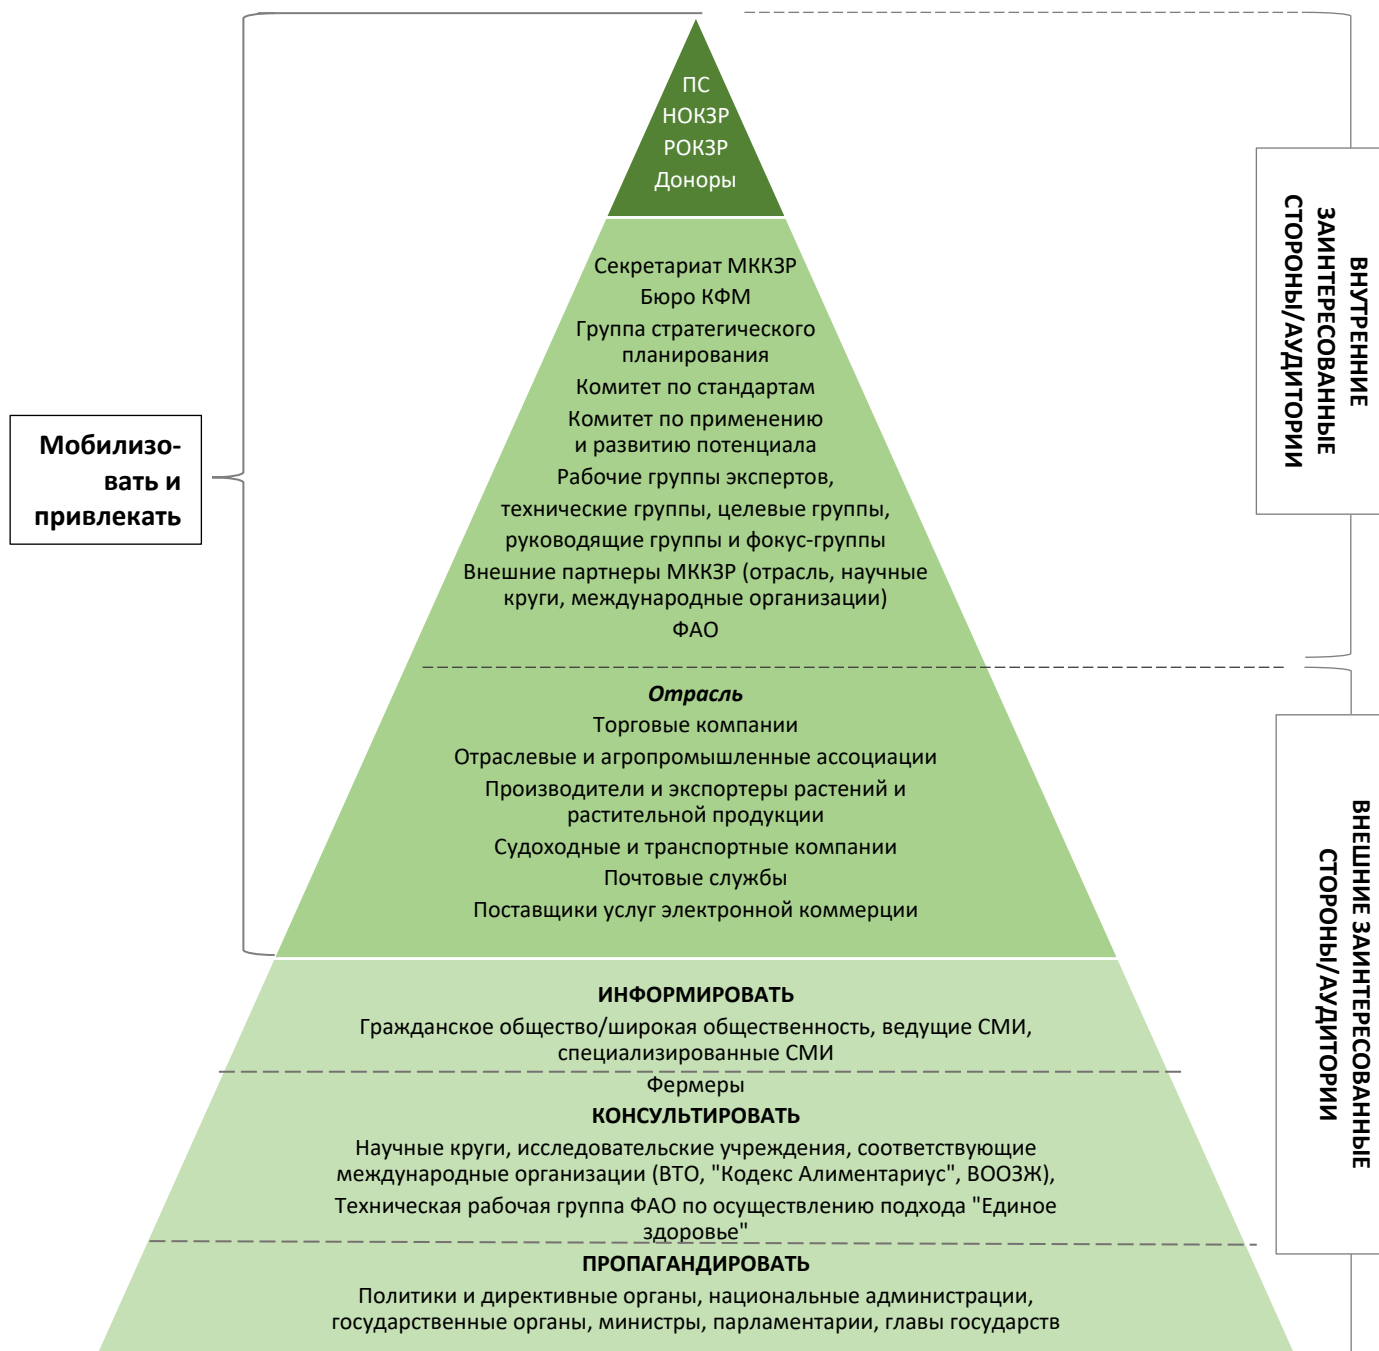 ПС
НОКЗР
РОКЗР
Доноры
Секретариат МККЗР
Бюро КФМ
Группа стратегического
планирования
Комитет по стандартам
Комитет по применению
и развитию потенциала
Рабочие группы экспертов,
технические группы, целевые группы,
руководящие группы и фокус-группы
Внешние партнеры МККЗР (отрасль, научные
круги, международные организации)
ФАО
Отрасль
Торговые компании
Отраслевые и агропромышленные ассоциации
Производители и экспортеры растений и
растительной продукции
Судоходные и транспортные компании
Почтовые службы
Поставщики услуг электронной коммерции
ИНФОРМИРОВАТЬ
Гражданское общество/широкая общественность, ведущие СМИ,
специализированные СМИ
Фермеры
КОНСУЛЬТИРОВАТЬ
Научные круги, исследовательские учреждения, соответствующие
международные организации (ВТО, "Кодекс Алиментариус", ВООЗЖ),
Техническая рабочая группа ФАО по осуществлению подхода "Единое
здоровье"
ПРОПАГАНДИРОВАТЬ
Политики и директивные органы, национальные администрации,
государственные органы, министры, парламентарии, главы государств
Мобилизо-
вать и
привлекать
ВНУТРЕННИЕ
ЗАИНТЕРЕСОВАННЫЕ
СТОРОНЫ/АУДИТОРИИ
ВНЕШНИЕ ЗАИНТЕРЕСОВАННЫЕ
СТОРОНЫ/АУДИТОРИИ